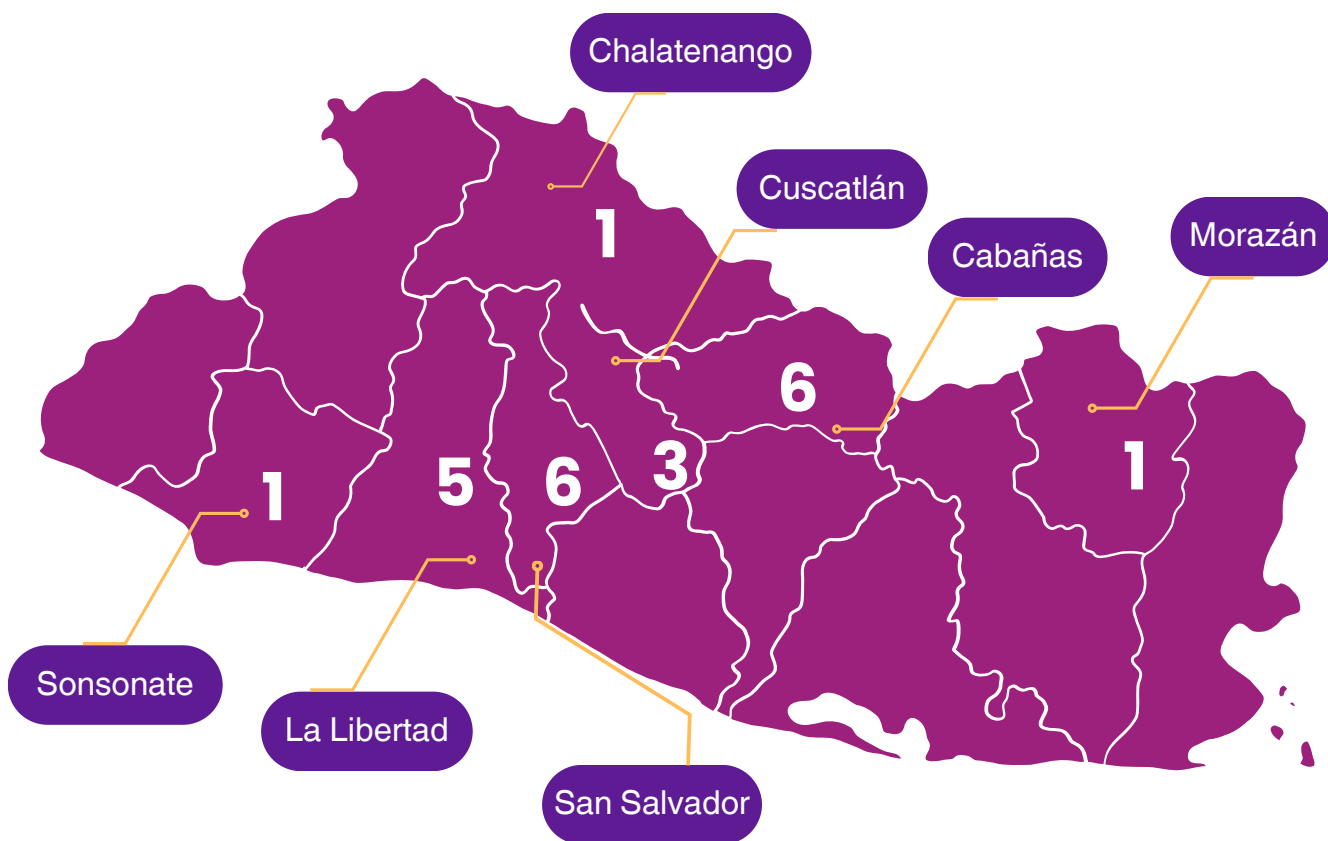 Chalatenango
Cuscatlán
Morazán
1
Cabañas
6
3
5
6
1
1
Sonsonate
La Libertad
San Salvador